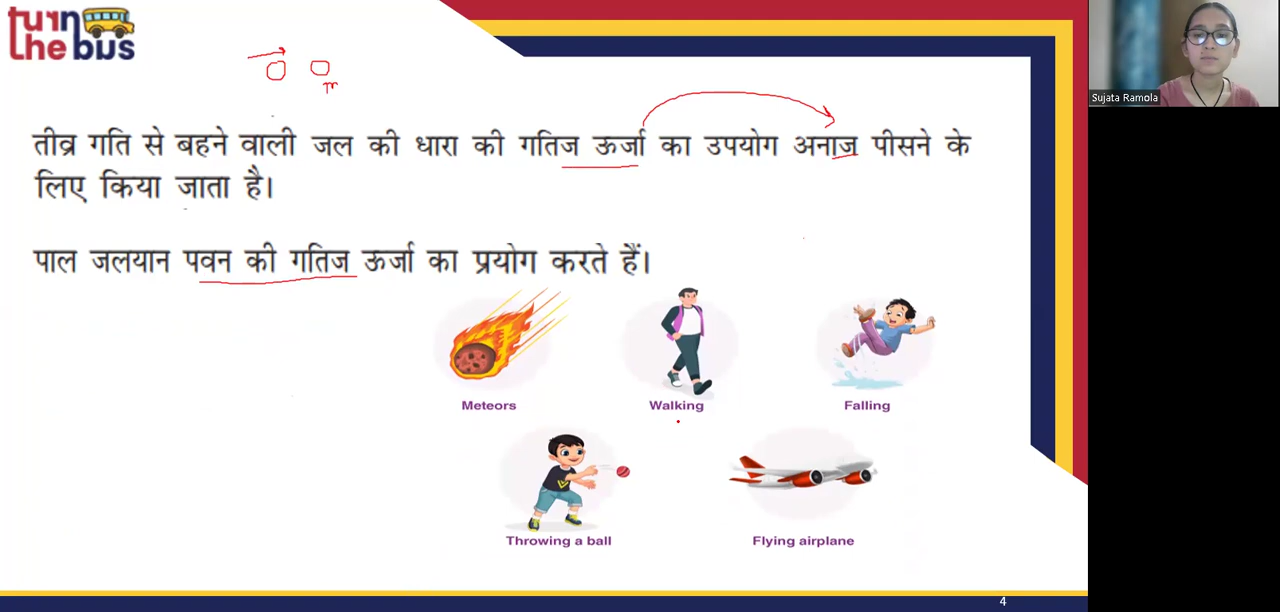 turn
the bus
m
तीव्र गति से बहने वाली जल की धारा की गतिज ऊर्जा का उपयोग अनाज पीसने के
लिए किया जाता है।
पाल जलयान पवन की गतिज ऊर्जा का प्रयोग करते हैं।
Meteors
Walking
Falling
Throwing a ball
Flying airplane
4
Sujata Ramola